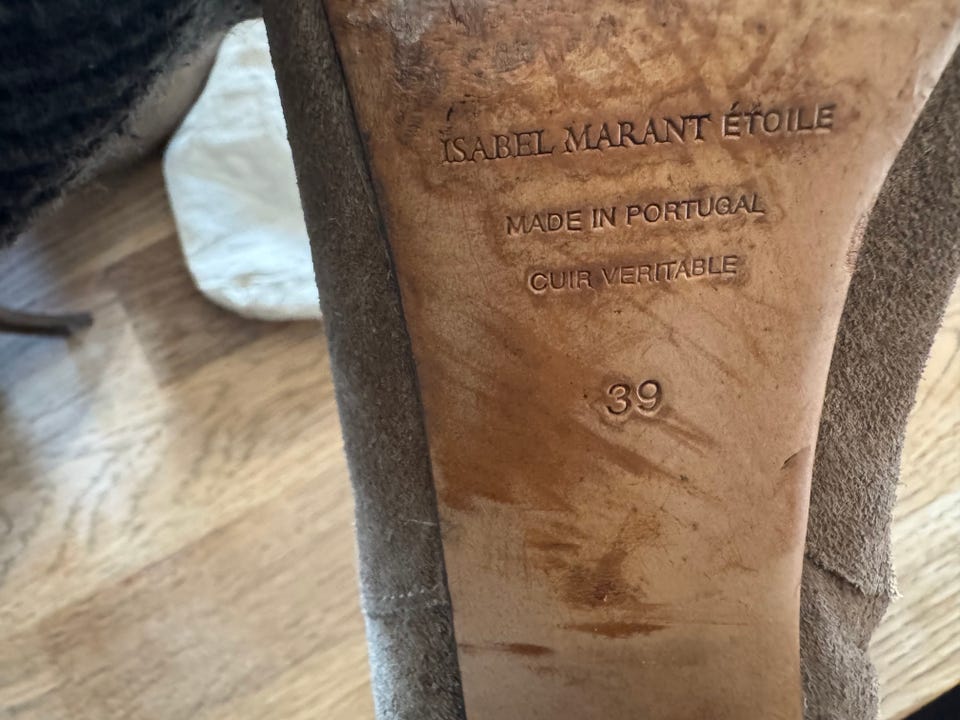 ISABEL MARANT ÉTOILE
MADE IN PORTUGAL
CUIR VERITABLE
39